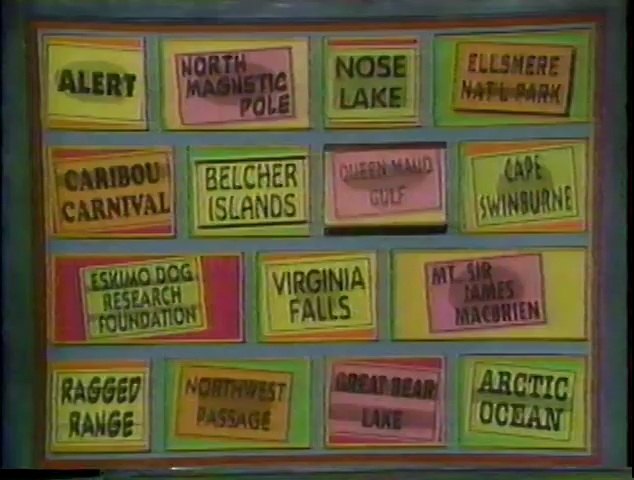 ALERT
NORTH
MAGNETIC
POLE
NOSE
LAKE
ELLSMERE
NAT'L PARK
CARIBOU
CARNIVAL
BELCHER
ISLANDS
QUEEN MAUD
GULF
CAPE
SWINBURNE
ESKIMO DOG
RESEARCH
FOUNDATION
VIRGINIA
FALLS
MT. SIR
JAMES
MACBRIEN
RAGGED
RANGE
NORTHWEST
PASSAGE
GREAT BEAR
LAKE
ARCTIC
OCEAN